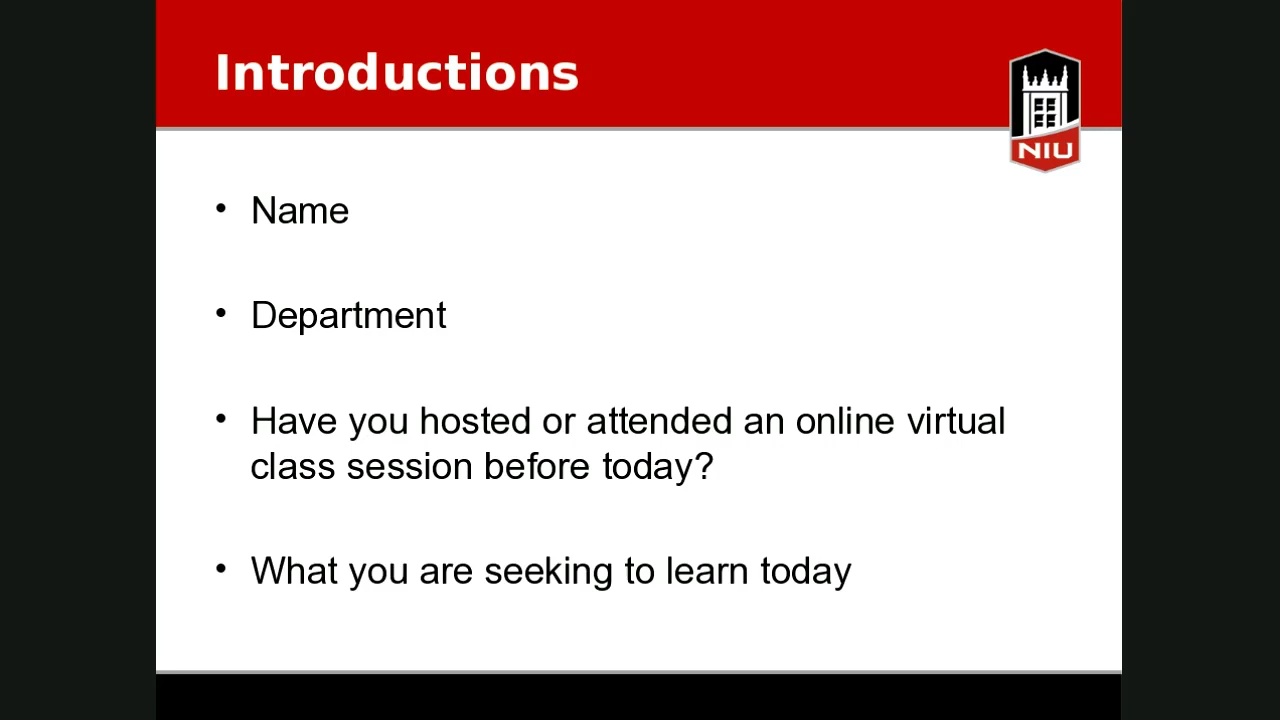 Introductions
NIU
• Name
• Department
• Have you hosted or attended an online virtual
class session before today?
• What you are seeking to learn today